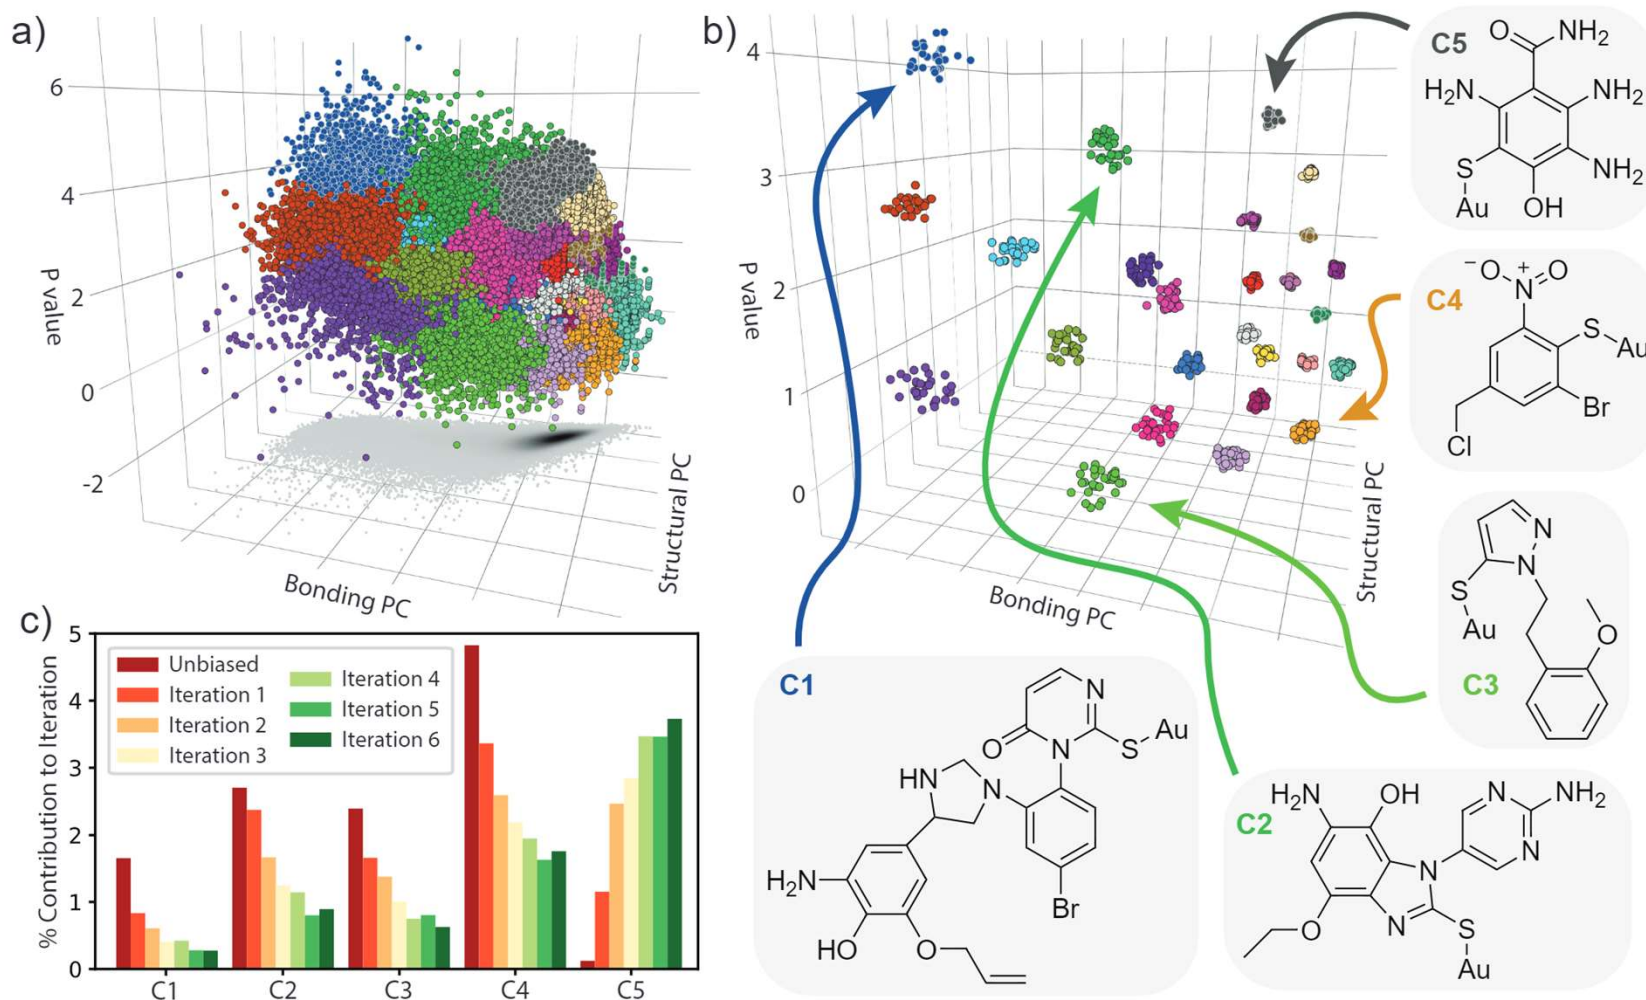 a)
6
4
2
0
-2
P value
Bonding PC
Structural PC
b)
4
3
2
1
0
P value
Bonding PC
Structural PC
C5
O
NH2
H2N
NH2
S
NH2
Au
OH
C4
−O
N+
O
S
Au
Br
Cl
N
N
S
Au
O
C3
C1
N
Au
O
N
S
HN
N
H2N
Br
HO
O
C2
H2N
OH
N
NH2
N
N
N
S
O
Au
c)
% Contribution to Iteration
5
4
3
2
1
0
Unbiased
Iteration 1
Iteration 2
Iteration 3
Iteration 4
Iteration 5
Iteration 6
C1
C2
C3
C4
C5